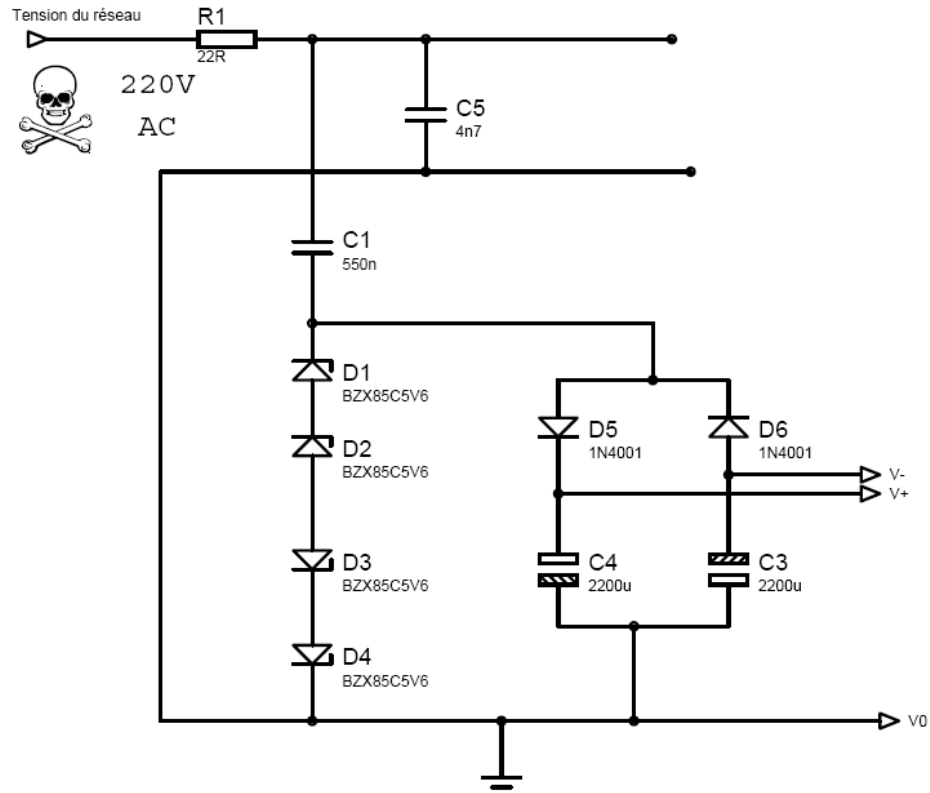 Tension du réseau
R1
22R
220V
AC
C5
4n7
C1
550n
D1
BZX85C5V6
D2
BZX85C5V6
D5
1N4001
D6
1N4001
V-
V+
D3
BZX85C5V6
C4
2200u
C3
2200u
D4
BZX85C5V6
V0